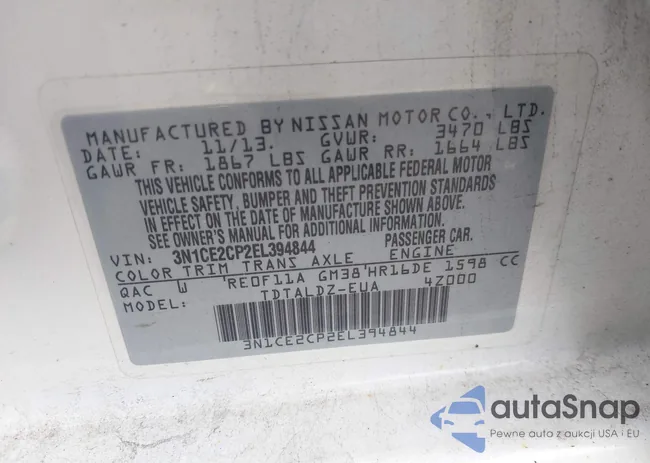 MANUFACTURED BY NISSAN MOTOR CO., LTD.
DATE: 11/13. GVWR: 3470 LBS
GAWR FR: 1867 LBS GAWR RR: 1664 LBS
THIS VEHICLE CONFORMS TO ALL APPLICABLE FEDERAL MOTOR
VEHICLE SAFETY, BUMPER AND THEFT PREVENTION STANDARDS
IN EFFECT ON THE DATE OF MANUFACTURE SHOWN ABOVE.
SEE OWNER'S MANUAL FOR ADDITIONAL INFORMATION.
VIN: 3N1CE2CP2EL394844 PASSENGER CAR.
COLOR TRIM TRANS AXLE ENGINE
QAC W RE0F11A GM38 HR16DE 1598 CC
MODEL: TDTALDZ-EUA 4Z000
3N1CE2CP2EL394844
autoSnap
Pewne auto z aukcji USA i EU